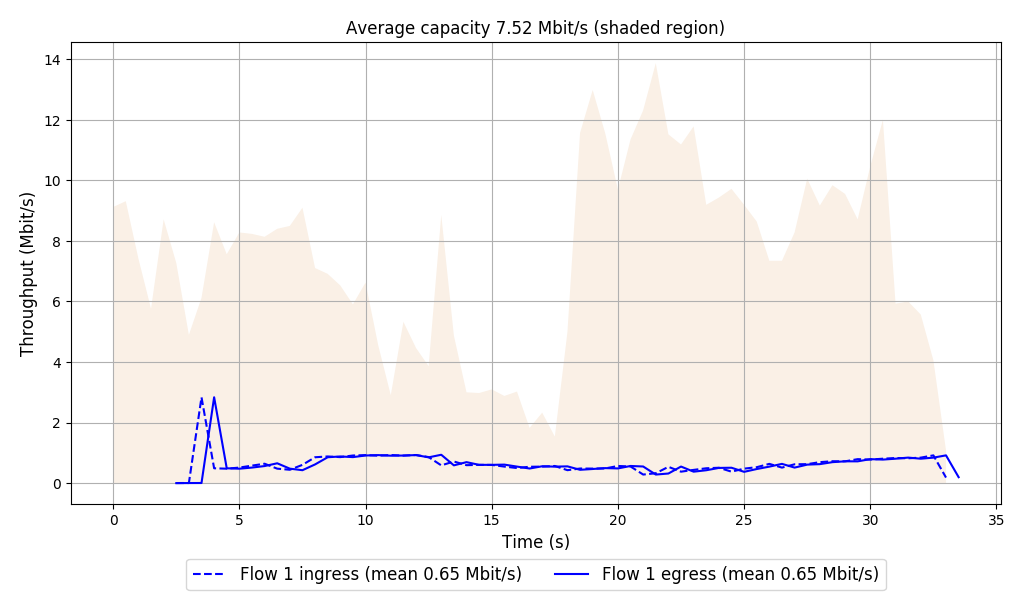 Average capacity 7.52 Mbit/s (shaded region)
Throughput (Mbit/s)
14
12
10
8
6
4
2
0
0 5 10 15 20 25 30 35
Time (s)
Flow 1 ingress (mean 0.65 Mbit/s) Flow 1 egress (mean 0.65 Mbit/s)